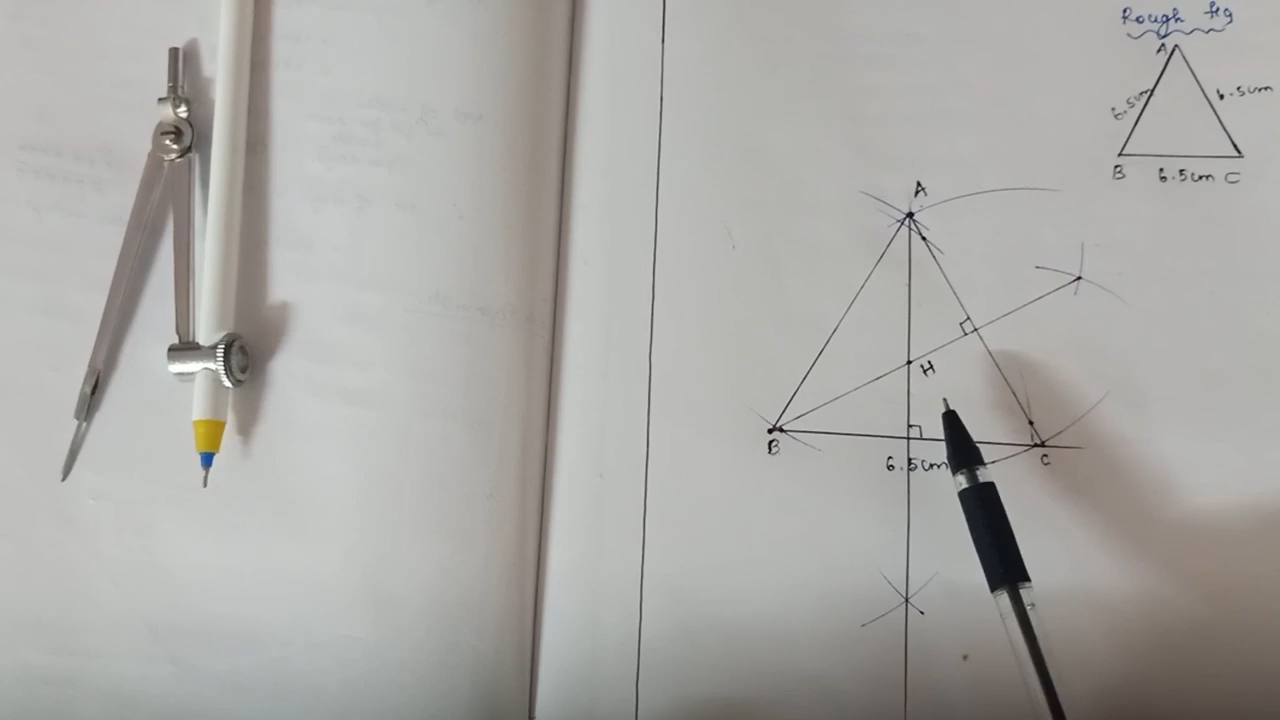 Rough fig
A
6.5cm
6.5cm
B 6.5cm C
A
H
B
6.5cm
C